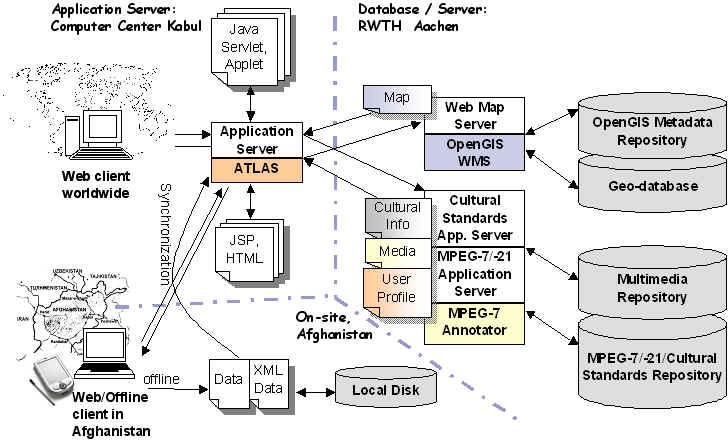 Application Server:
Computer Center Kabul
Database / Server:
RWTH Aachen
Java
Servlet,
Applet
Map
Web Map
Server
OpenGIS
WMS
OpenGIS Metadata
Repository
Geo-database
Application
Server
ATLAS
Web client
worldwide
Synchronization
JSP,
HTML
Cultural
Info
Media
User
Profile
Cultural
Standards
App. Server
MPEG-7/-21
Application
Server
MPEG-7
Annotator
Multimedia
Repository
MPEG-7/-21/Cultural
Standards Repository
UZBEKISTAN
TAJIKISTAN
TURKMENISTAN
AFGHANISTAN
IRAN
On-site,
Afghanistan
offline
Data
XML
Data
Local Disk
Web/Offline
client in
Afghanistan